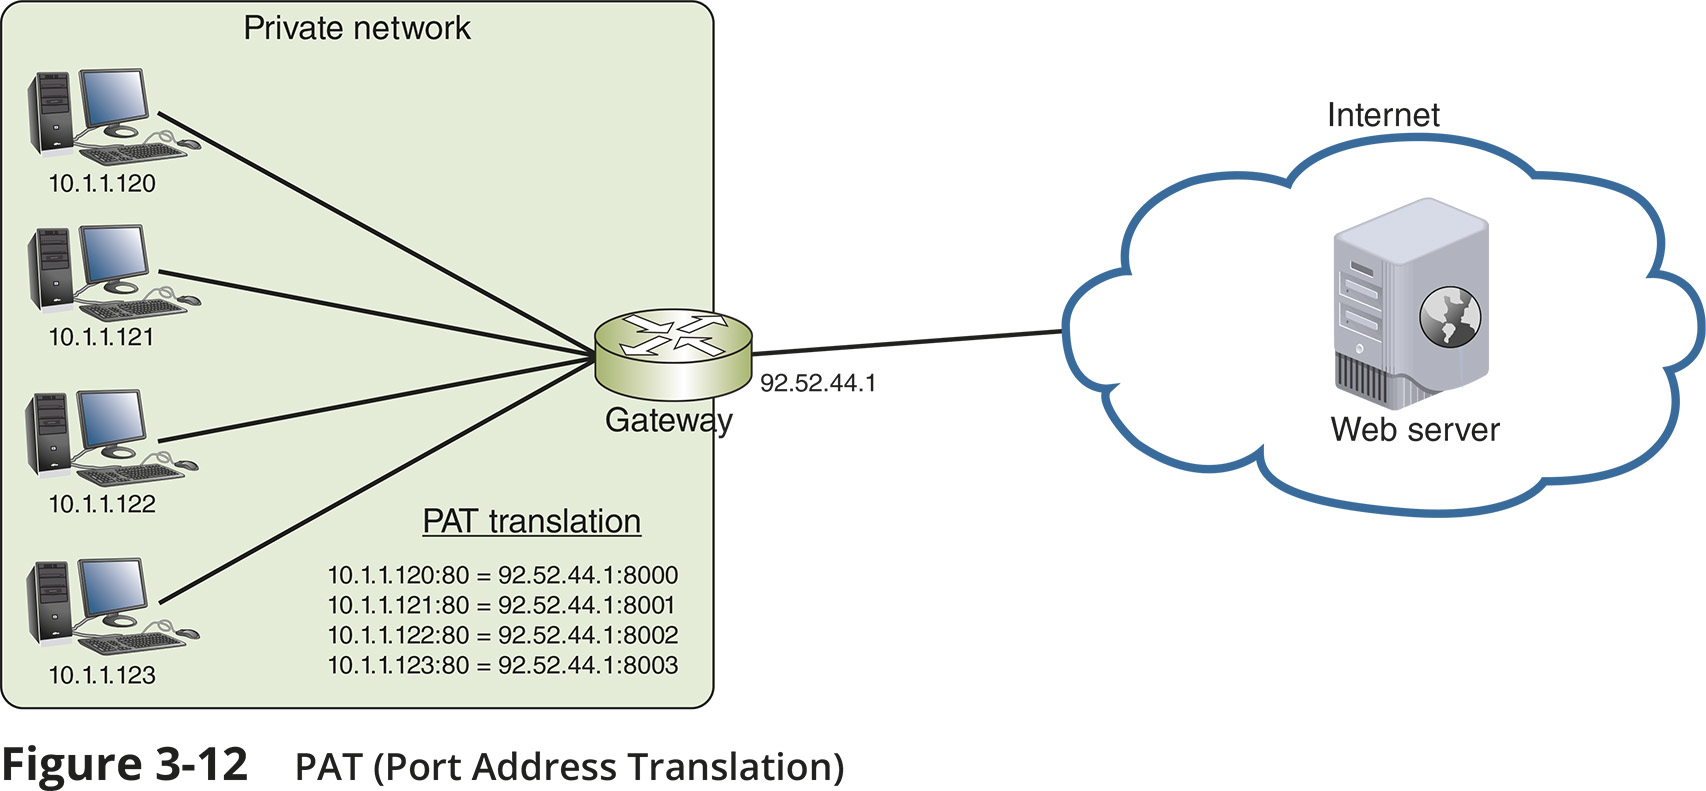 Private network
10.1.1.120
10.1.1.121
10.1.1.122
10.1.1.123
Gateway
92.52.44.1
Internet
Web server
PAT translation
10.1.1.120:80 = 92.52.44.1:8000
10.1.1.121:80 = 92.52.44.1:8001
10.1.1.122:80 = 92.52.44.1:8002
10.1.1.123:80 = 92.52.44.1:8003
Figure 3-12 PAT (Port Address Translation)